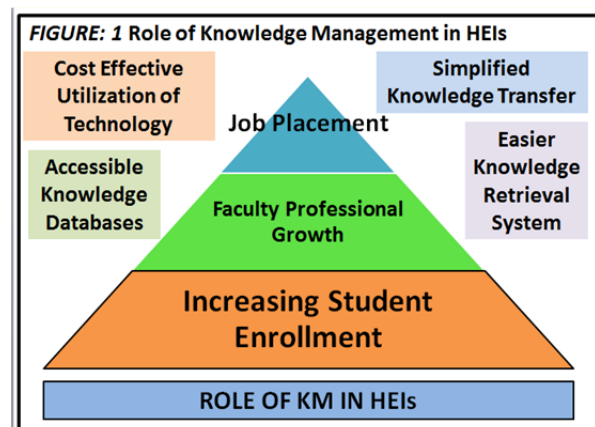 FIGURE: 1 Role of Knowledge Management in HEIs
Cost Effective
Utilization of
Technology
Simplified
Knowledge Transfer
Job Placement
Accessible
Knowledge
Databases
Easier
Knowledge
Retrieval
System
Faculty Professional
Growth
Increasing Student
Enrollment
ROLE OF KM IN HEIs